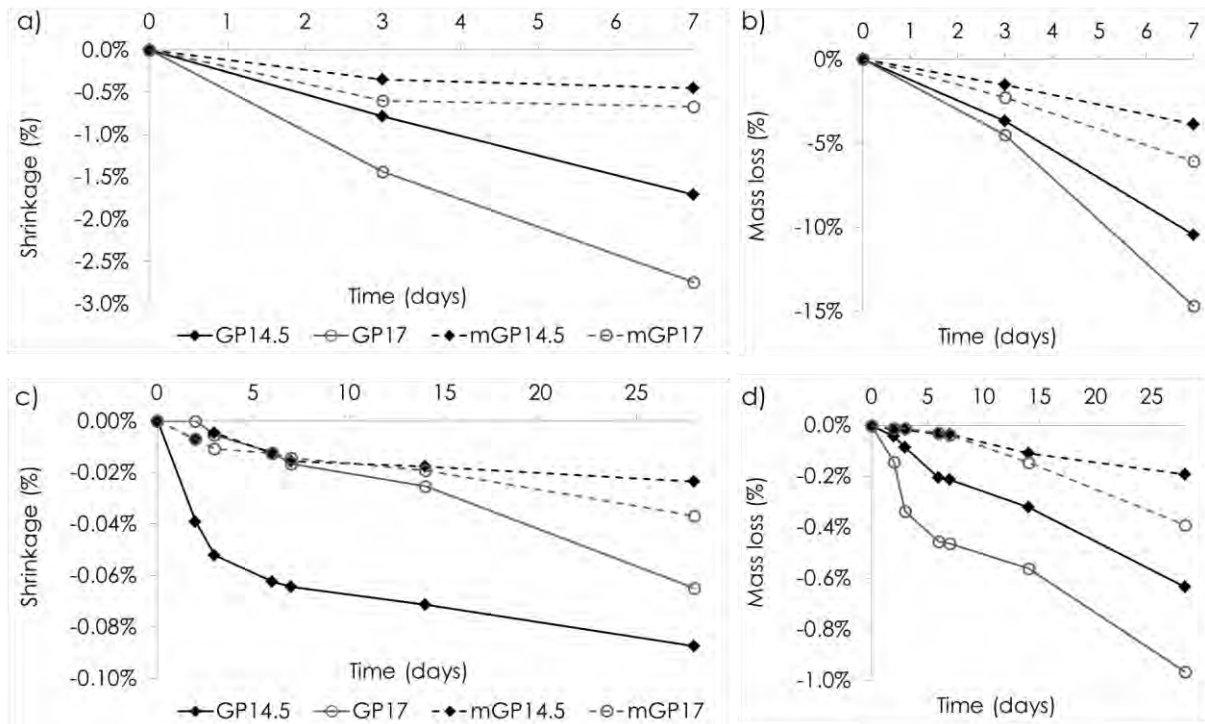 a)
0 1 2 3 4 5 6 7
0.0%
-0.5%
-1.0%
-1.5%
-2.0%
-2.5%
-3.0%
Shrinkage (%)
Time (days)
GP14.5 GP17 mGP14.5 mGP17
b)
0 1 2 3 4 5 6 7
0%
-5%
-10%
-15%
Mass loss (%)
Time (days)
c)
0 5 10 15 20 25
0.00%
-0.02%
-0.04%
-0.06%
-0.08%
-0.10%
Shrinkage (%)
Time (days)
GP14.5 GP17 mGP14.5 mGP17
d)
0 5 10 15 20 25
0.0%
-0.2%
-0.4%
-0.6%
-0.8%
-1.0%
Mass loss (%)
Time (days)